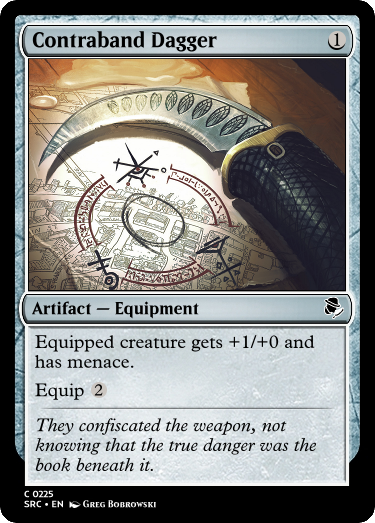 Contraband Dagger 1
Artifact — Equipment
Equipped creature gets +1/+0 and
has menace.
Equip 2
They confiscated the weapon, not
knowing that the true danger was the
book beneath it.
C 0225
SRC • EN Greg Bobrowski